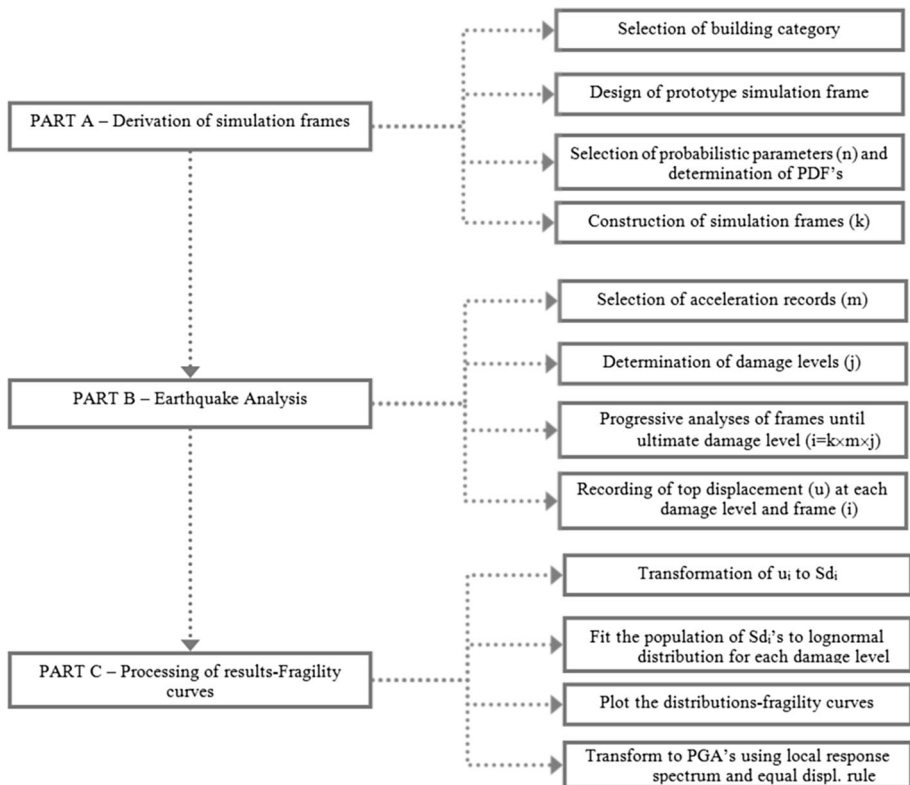 PART A – Derivation of simulation frames
Selection of building category
Design of prototype simulation frame
Selection of probabilistic parameters (n) and
determination of PDF's
Construction of simulation frames (k)
PART B – Earthquake Analysis
Selection of acceleration records (m)
Determination of damage levels (j)
Progressive analyses of frames until
ultimate damage level (i=k×m×j)
Recording of top displacement (u) at each
damage level and frame (i)
PART C – Processing of results-Fragility
curves
Transformation of uᵢ to Sdᵢ
Fit the population of Sdᵢ's to lognormal
distribution for each damage level
Plot the distributions-fragility curves
Transform to PGA's using local response
spectrum and equal displ. rule